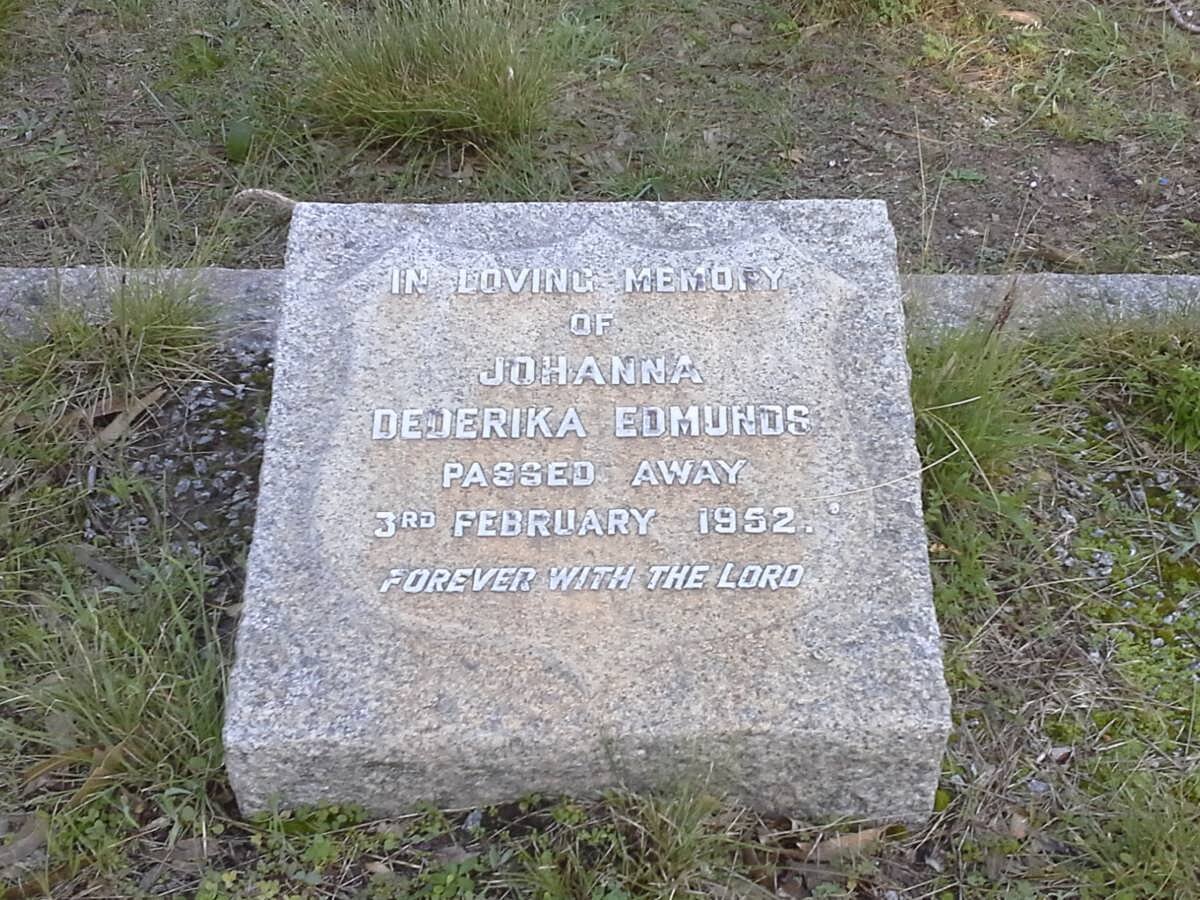 IN LOVING MEMORY
OF
JOHANNA
DEDERIKA EDMUNDS
PASSED AWAY
3RD FEBRUARY 1952.
FOREVER WITH THE LORD